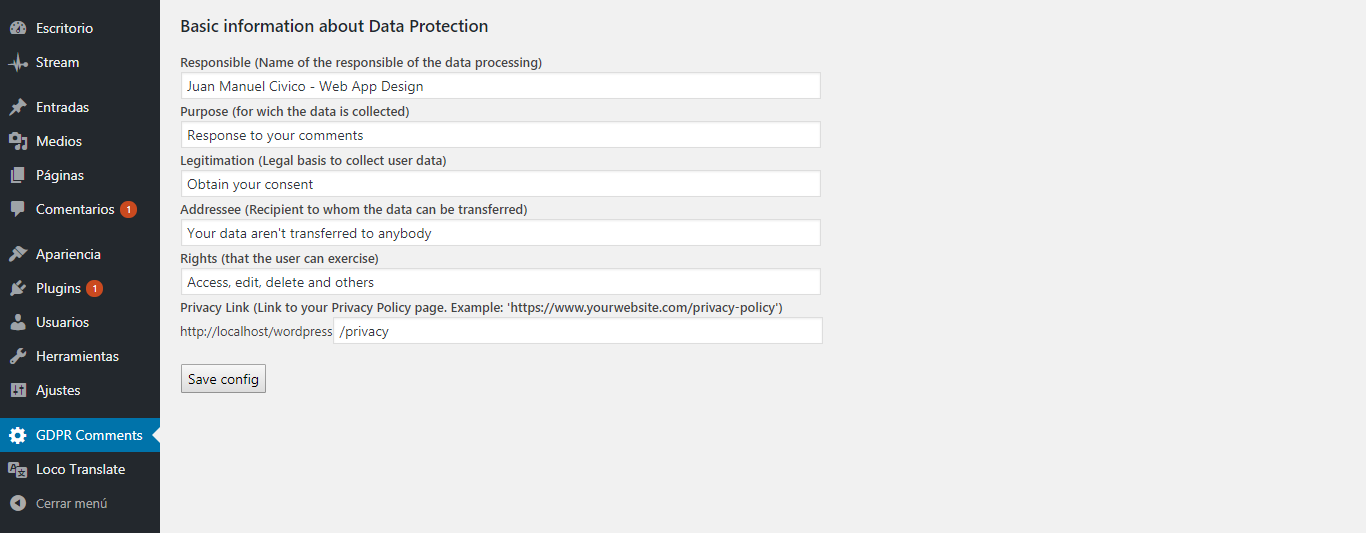 Escritorio
Stream
Entradas
Medios
Páginas
Comentarios 1
Apariencia
Plugins 1
Usuarios
Herramientas
Ajustes
GDPR Comments
Loco Translate
Cerrar menú
Basic information about Data Protection
Responsible (Name of the responsible of the data processing)
Juan Manuel Civico - Web App Design
Purpose (for wich the data is collected)
Response to your comments
Legitimation (Legal basis to collect user data)
Obtain your consent
Addressee (Recipient to whom the data can be transferred)
Your data aren't transferred to anybody
Rights (that the user can exercise)
Access, edit, delete and others
Privacy Link (Link to your Privacy Policy page. Example: 'https://www.yourwebsite.com/privacy-policy')
http://localhost/wordpress /privacy
Save config